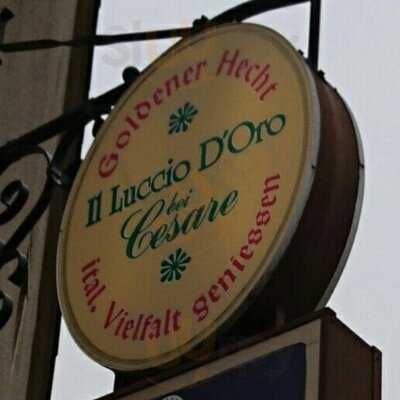 Goldener Hecht
Il Luccio D'Oro
bei
Cesare
ital. Vielfalt geniessen